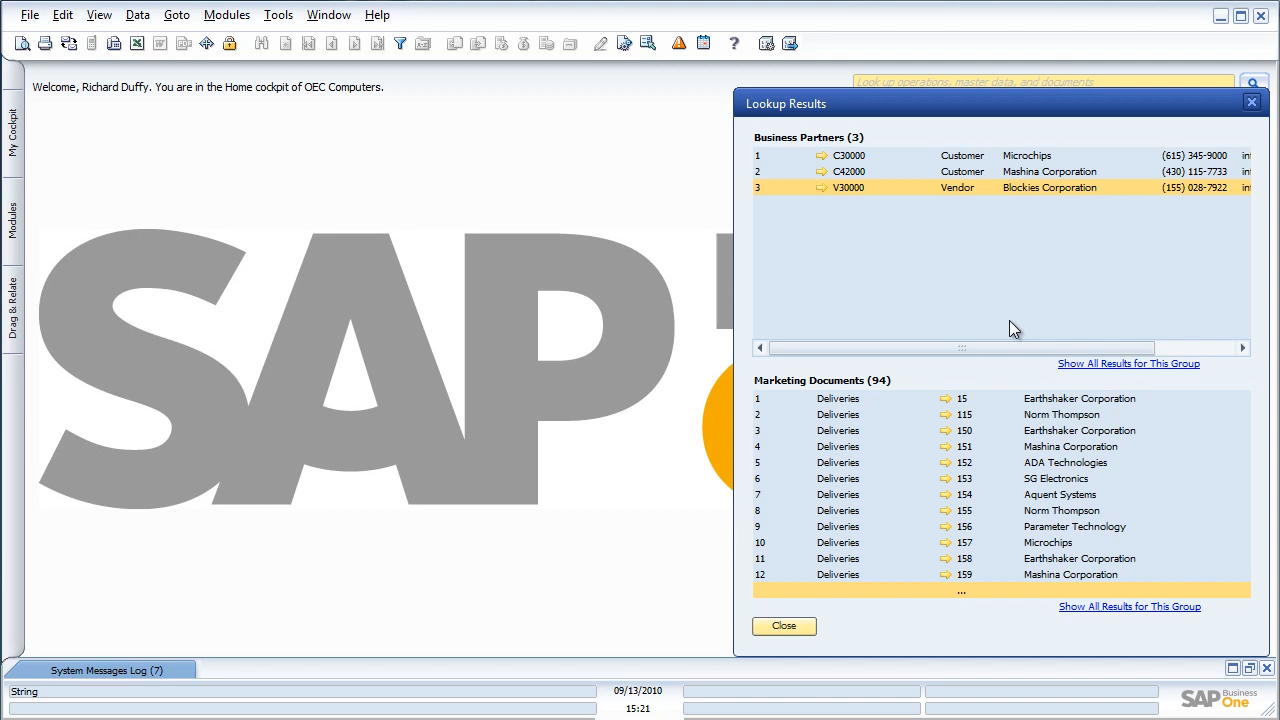 File Edit View Data Goto Modules Tools Window Help
Welcome, Richard Duffy. You are in the Home cockpit of OEC Computers
Look up operations, master data, and documents
My Cockpit
Modules
Drag & Relate
SAP
Lookup Results
Business Partners (3)
1 C30000 Customer Microchips (615) 345-9000
2 C42000 Customer Mashina Corporation (430) 115-7733
3 V30000 Vendor Blockies Corporation (155) 028-7922
Show All Results for This Group
Marketing Documents (94)
1 Deliveries 15 Earthshaker Corporation
2 Deliveries 115 Norm Thompson
3 Deliveries 150 Earthshaker Corporation
4 Deliveries 151 Mashina Corporation
5 Deliveries 152 ADA Technologies
6 Deliveries 153 SG Electronics
7 Deliveries 154 Aquent Systems
8 Deliveries 155 Norm Thompson
9 Deliveries 156 Parameter Technology
10 Deliveries 157 Microchips
11 Deliveries 158 Earthshaker Corporation
12 Deliveries 159 Mashina Corporation
...
Show All Results for This Group
Close
System Messages Log (7)
String 09/13/2010
15:21
SAP Business One